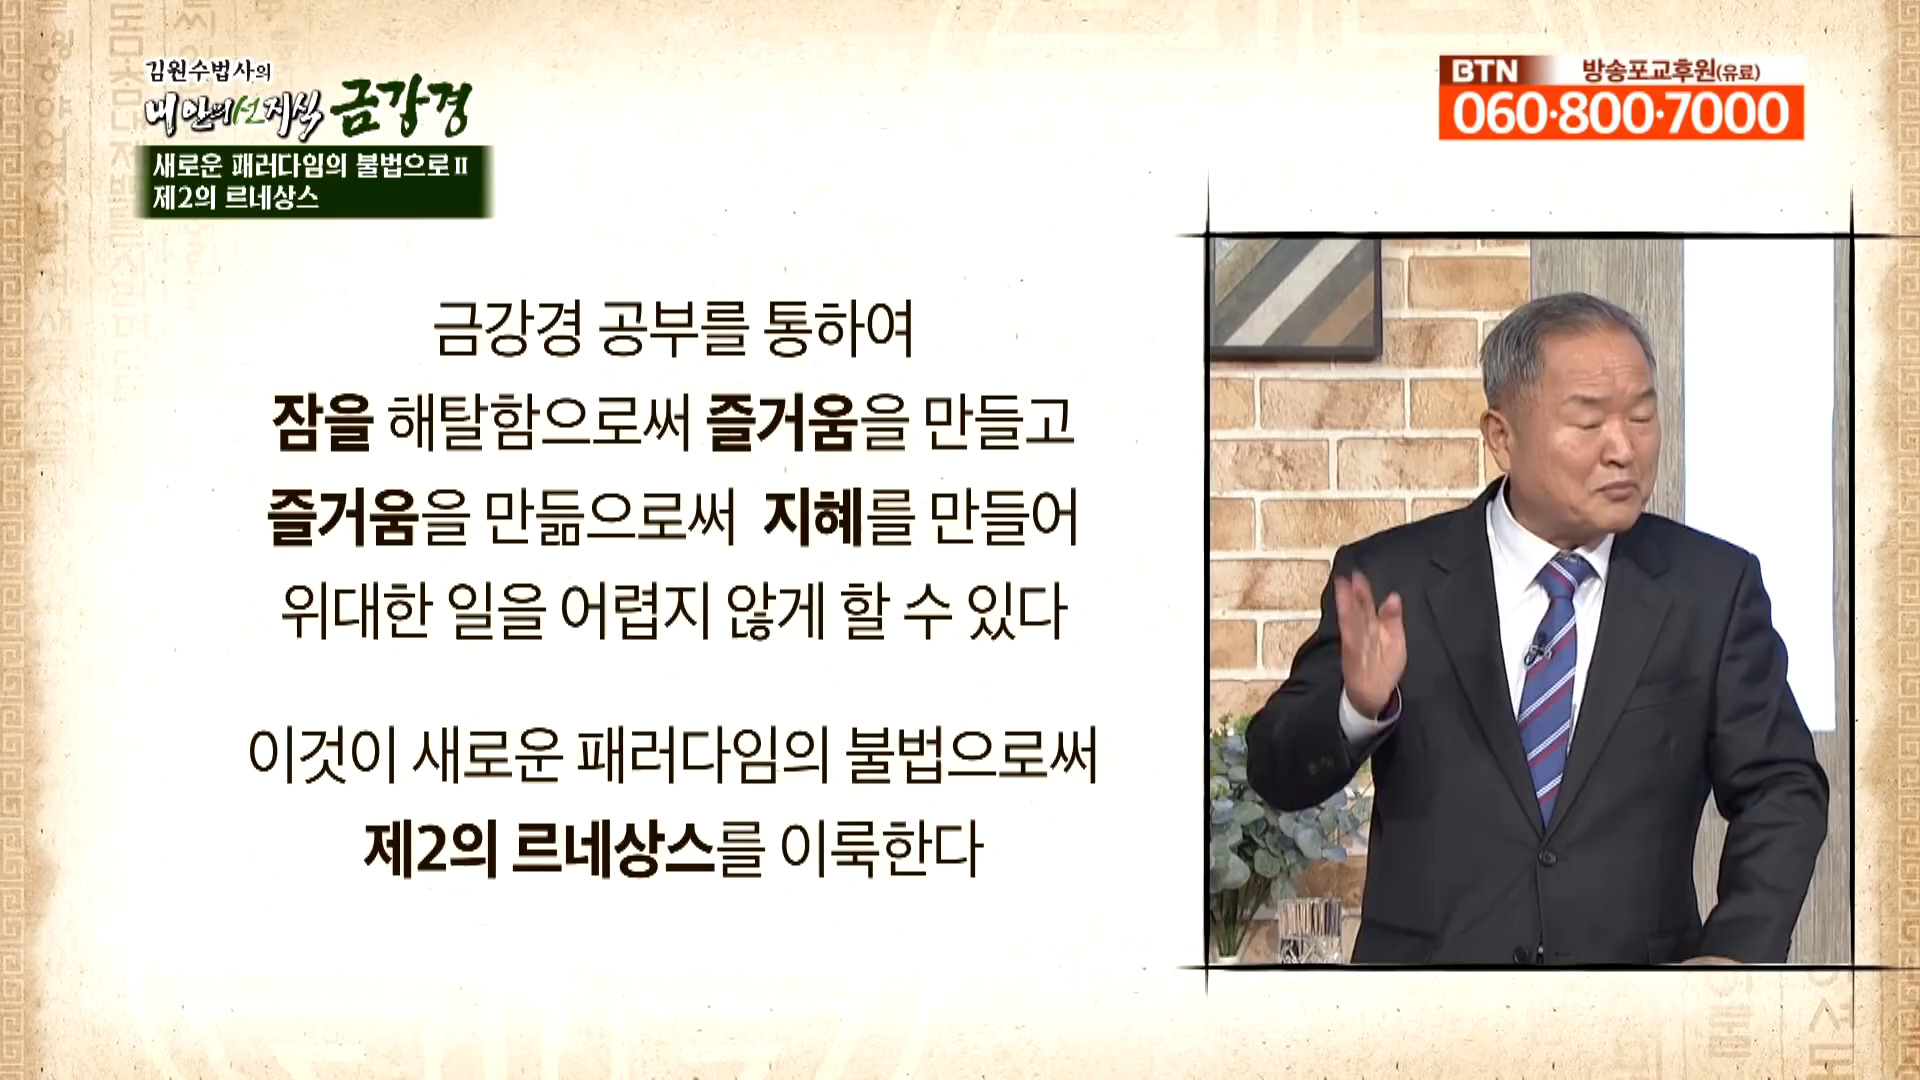 김원수법사의
내 안의 선지식 금강경
새로운 패러다임의 불법으로 II
제2의 르네상스
BTN 방송포교후원(유료)
060·800·7000
금강경 공부를 통하여
잠을 해탈함으로써 즐거움을 만들고
즐거움을 만듦으로써 지혜를 만들어
위대한 일을 어렵지 않게 할 수 있다
이것이 새로운 패러다임의 불법으로써
제2의 르네상스를 이룩한다